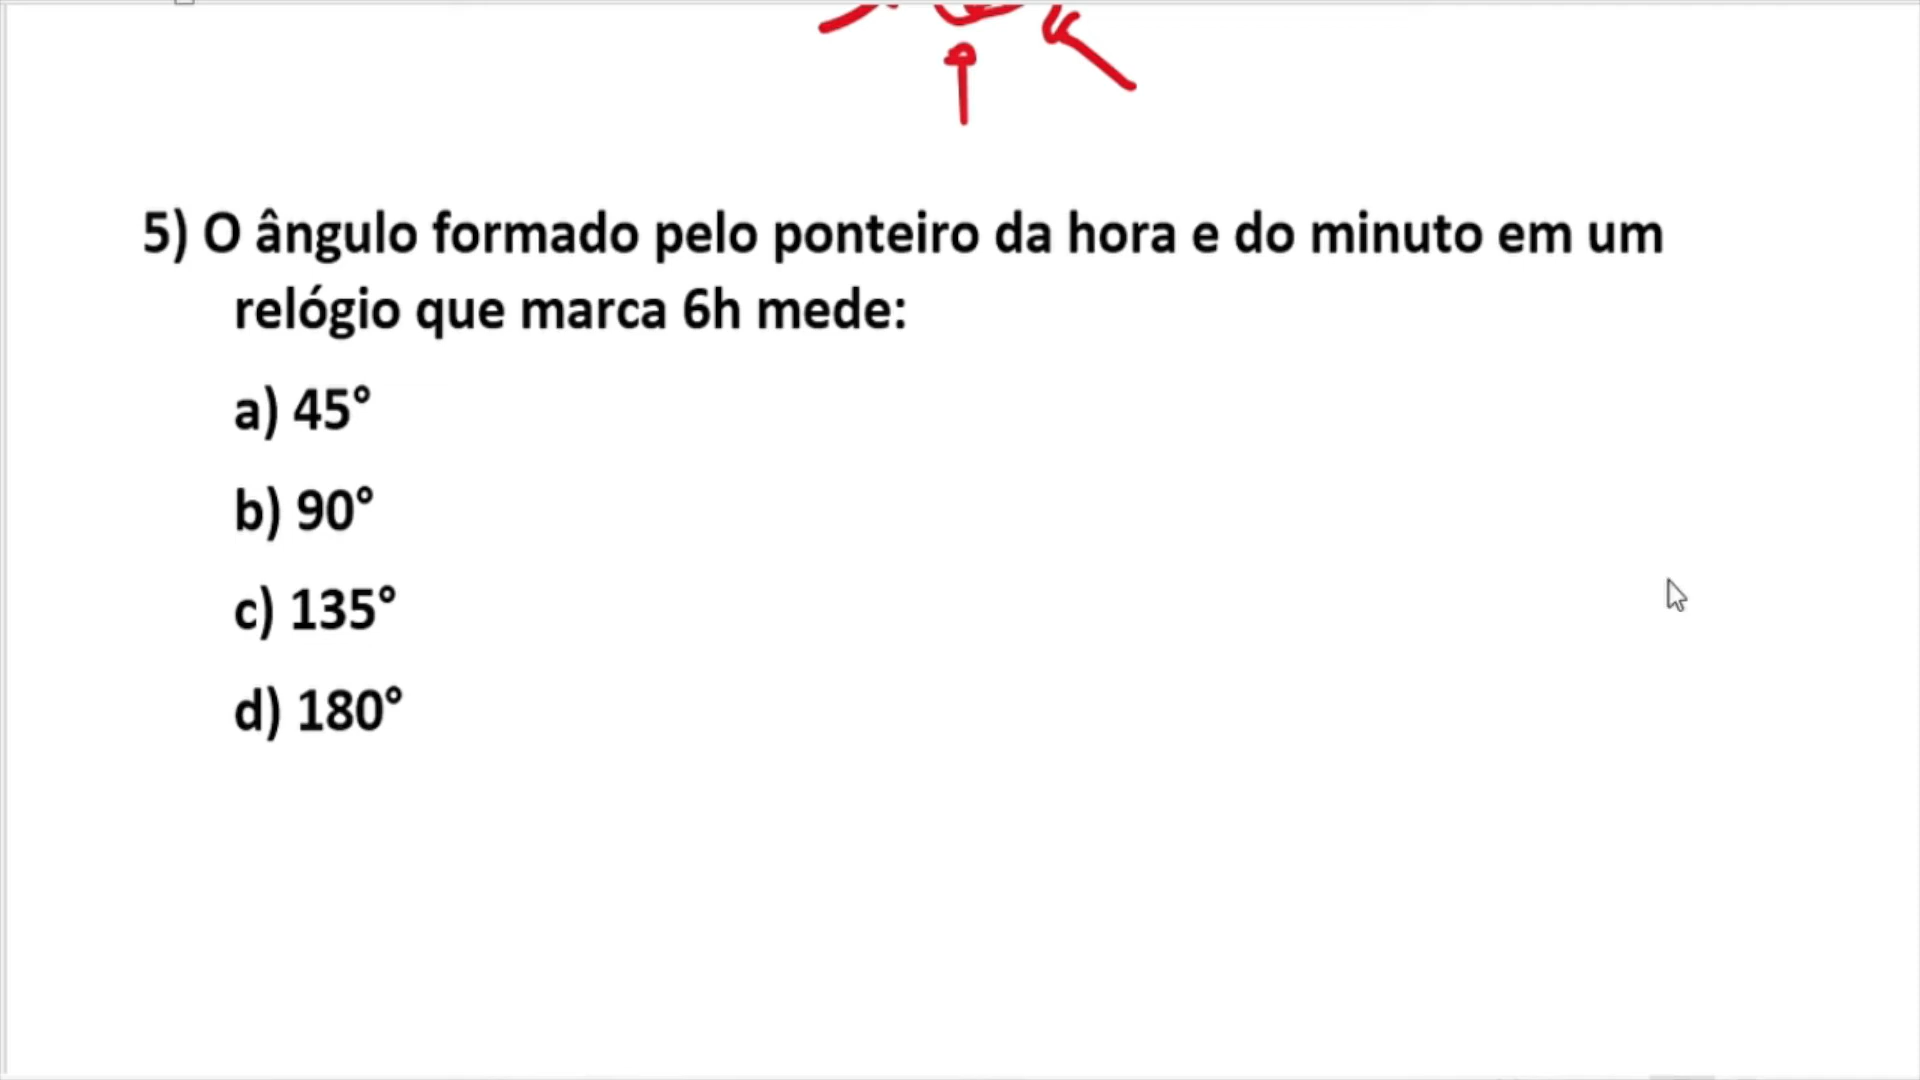 5) O ângulo formado pelo ponteiro da hora e do minuto em um
relógio que marca 6h mede:
a) 45°
b) 90°
c) 135°
d) 180°